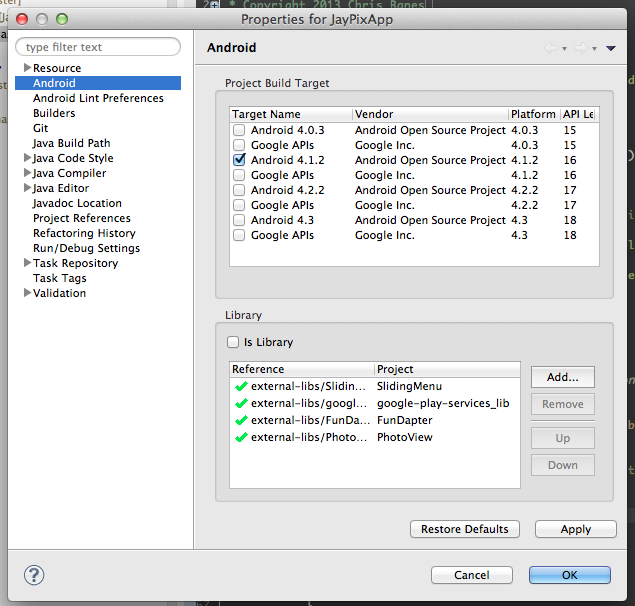 * Copyright 2013 Chris Banes
Properties for JayPixApp
type filter text
Resource
Android
Android Lint Preferences
Builders
Git
Java Build Path
Java Code Style
Java Compiler
Java Editor
Javadoc Location
Project References
Refactoring History
Run/Debug Settings
Task Repository
Task Tags
Validation
Android
Project Build Target
Target Name Vendor Platform API Le
Android 4.0.3 Android Open Source Project 4.0.3 15
Google APIs Google Inc. 4.0.3 15
Android 4.1.2 Android Open Source Project 4.1.2 16
Google APIs Google Inc. 4.1.2 16
Android 4.2.2 Android Open Source Project 4.2.2 17
Google APIs Google Inc. 4.2.2 17
Android 4.3 Android Open Source Project 4.3 18
Google APIs Google Inc. 4.3 18
Library
Is Library
Reference Project
external-libs/Slidin... SlidingMenu
external-libs/googl... google-play-services_lib
external-libs/FunDa... FunDapter
external-libs/Photo... PhotoView
Add...
Remove
Up
Down
Restore Defaults Apply
? Cancel OK